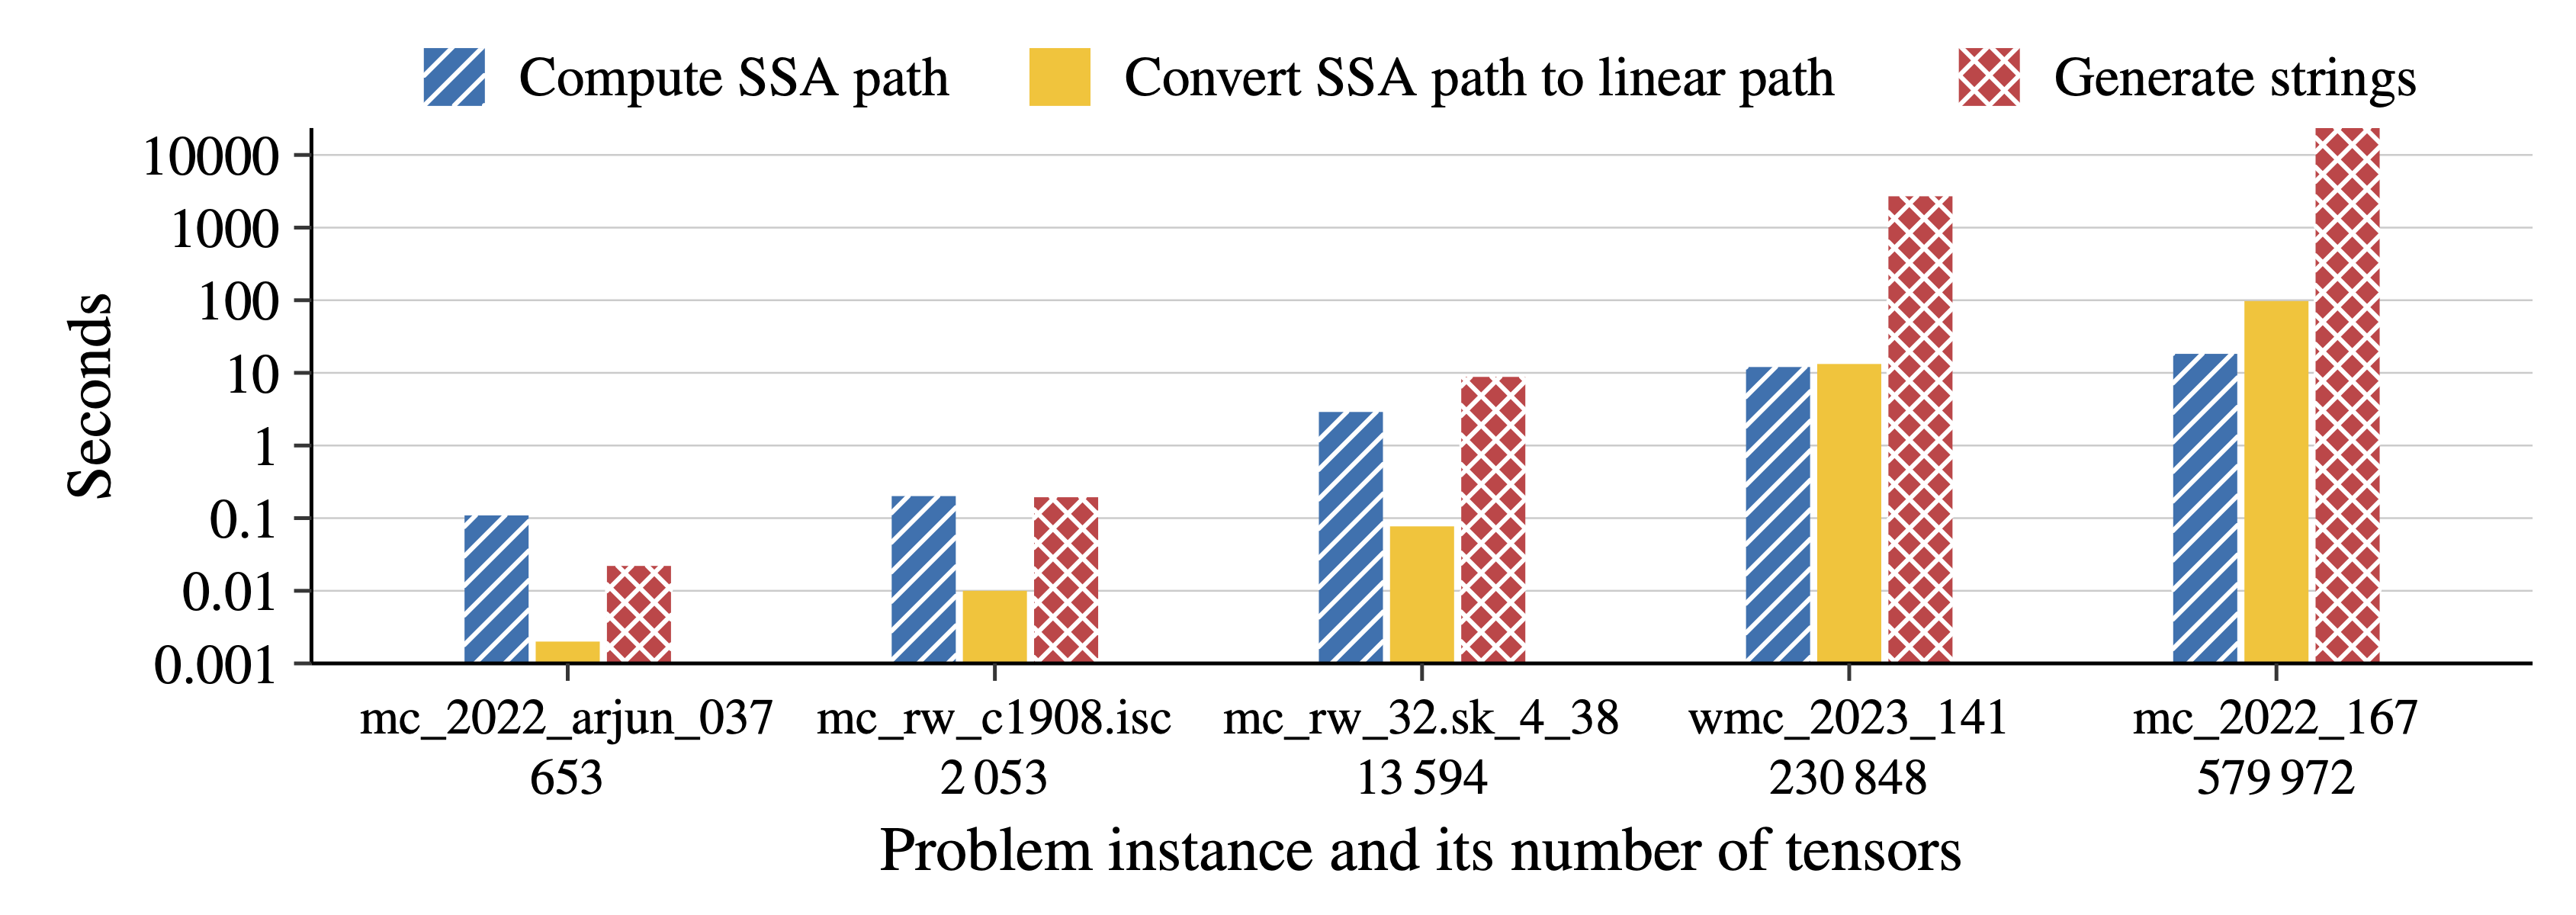 Compute SSA path Convert SSA path to linear path Generate strings
10000
1000
100
10
1
0.1
0.01
0.001
Seconds
mc_2022_arjun_037 mc_rw_c1908.isc mc_rw_32.sk_4_38 wmc_2023_141 mc_2022_167
653 2 053 13 594 230 848 579 972
Problem instance and its number of tensors